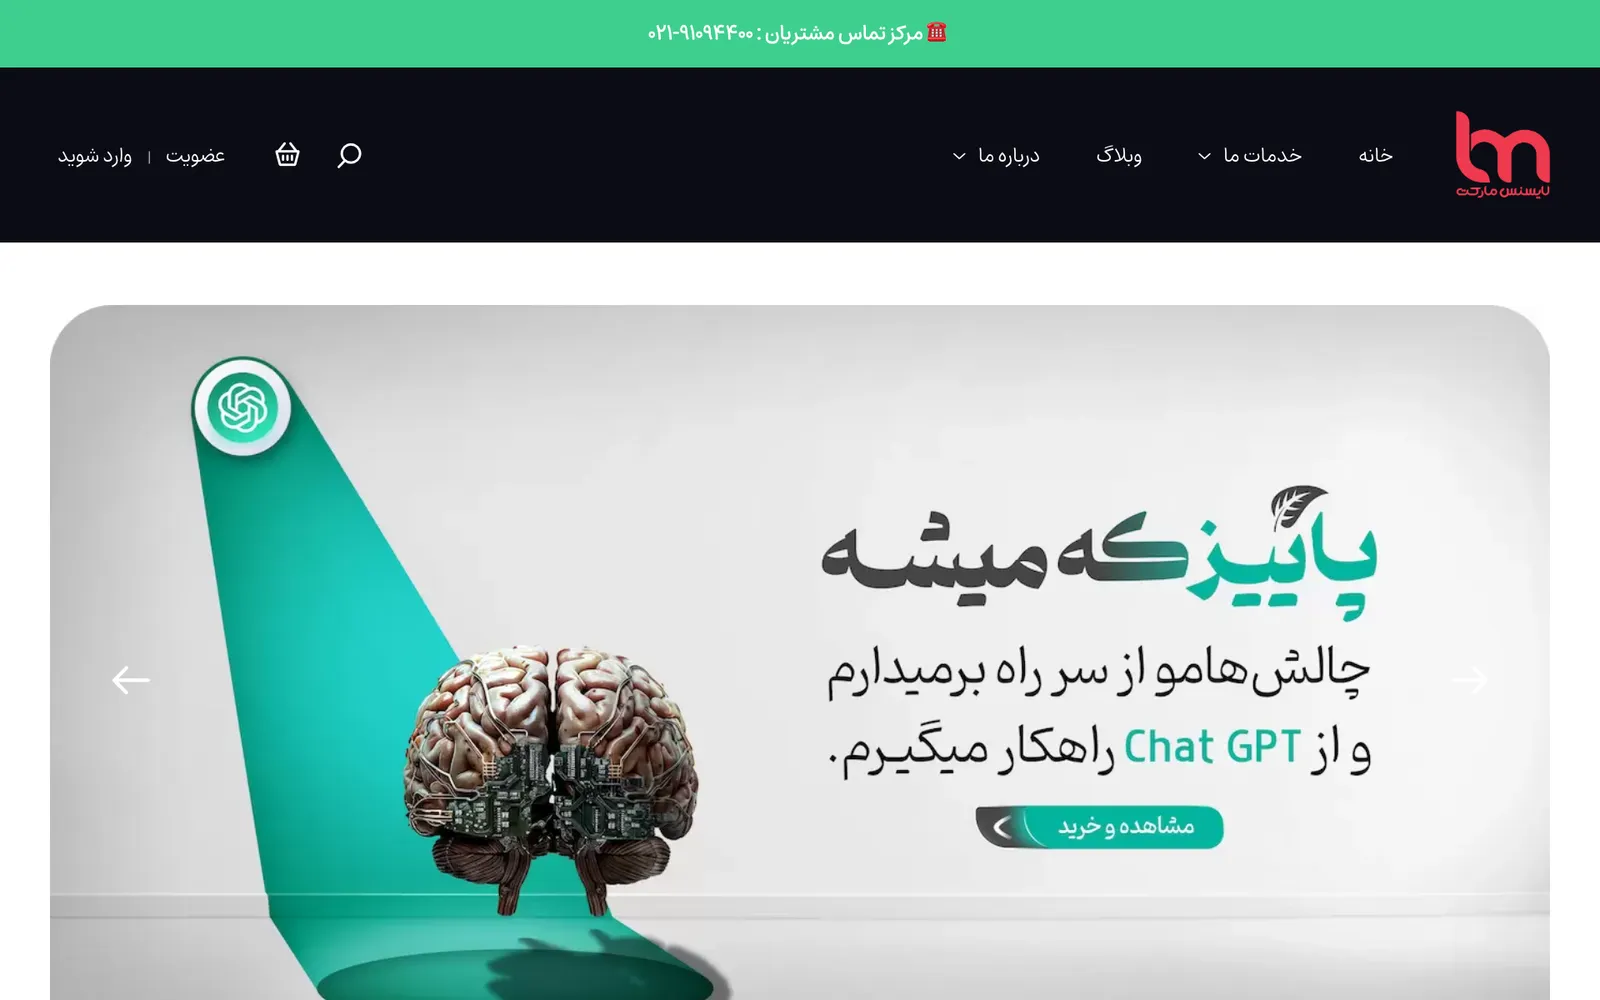 مرکز تماس مشتریان : ۹۱۰۹۴۴۰۰-۰۲۱
لایسنس مارکت
خانه
خدمات ما
وبلاگ
درباره ما
عضویت | وارد شوید
پاییز که میشه
چالش‌هامو از سر راه برمیدارم
و از Chat GPT راهکار میگیرم.
مشاهده و خرید